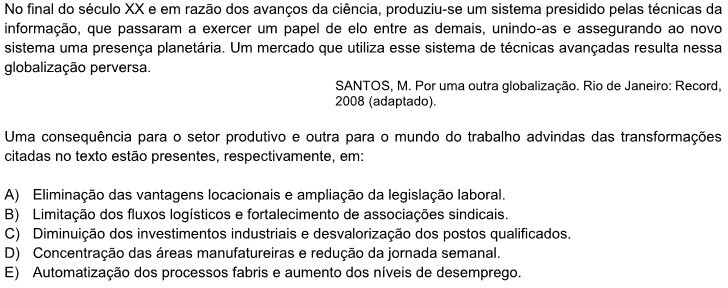 No final do século XX e em razão dos avanços da ciência, produziu-se um sistema presidido pelas técnicas da
informação, que passaram a exercer um papel de elo entre as demais, unindo-as e assegurando ao novo
sistema uma presença planetária. Um mercado que utiliza esse sistema de técnicas avançadas resulta nessa
globalização perversa.
SANTOS, M. Por uma outra globalização. Rio de Janeiro: Record,
2008 (adaptado).
Uma consequência para o setor produtivo e outra para o mundo do trabalho advindas das transformações
citadas no texto estão presentes, respectivamente, em:
A) Eliminação das vantagens locacionais e ampliação da legislação laboral.
B) Limitação dos fluxos logísticos e fortalecimento de associações sindicais.
C) Diminuição dos investimentos industriais e desvalorização dos postos qualificados.
D) Concentração das áreas manufatureiras e redução da jornada semanal.
E) Automatização dos processos fabris e aumento dos níveis de desemprego.